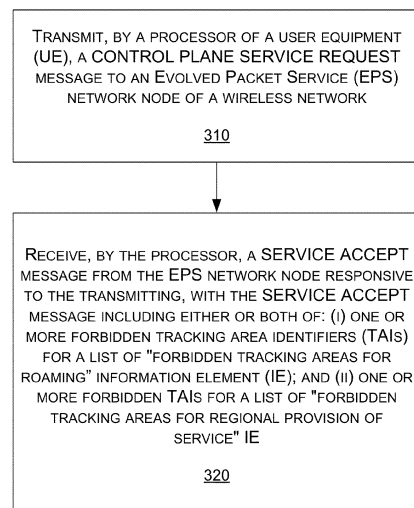 TRANSMIT, BY A PROCESSOR OF A USER EQUIPMENT
(UE), A CONTROL PLANE SERVICE REQUEST
MESSAGE TO AN EVOLVED PACKET SERVICE (EPS)
NETWORK NODE OF A WIRELESS NETWORK
310
RECEIVE, BY THE PROCESSOR, A SERVICE ACCEPT
MESSAGE FROM THE EPS NETWORK NODE RESPONSIVE
TO THE TRANSMITTING, WITH THE SERVICE ACCEPT
MESSAGE INCLUDING EITHER OR BOTH OF: (I) ONE OR
MORE FORBIDDEN TRACKING AREA IDENTIFIERS (TAIS)
FOR A LIST OF "FORBIDDEN TRACKING AREAS FOR
ROAMING" INFORMATION ELEMENT (IE); AND (II) ONE OR
MORE FORBIDDEN TAIS FOR A LIST OF "FORBIDDEN
TRACKING AREAS FOR REGIONAL PROVISION OF
SERVICE" IE
320